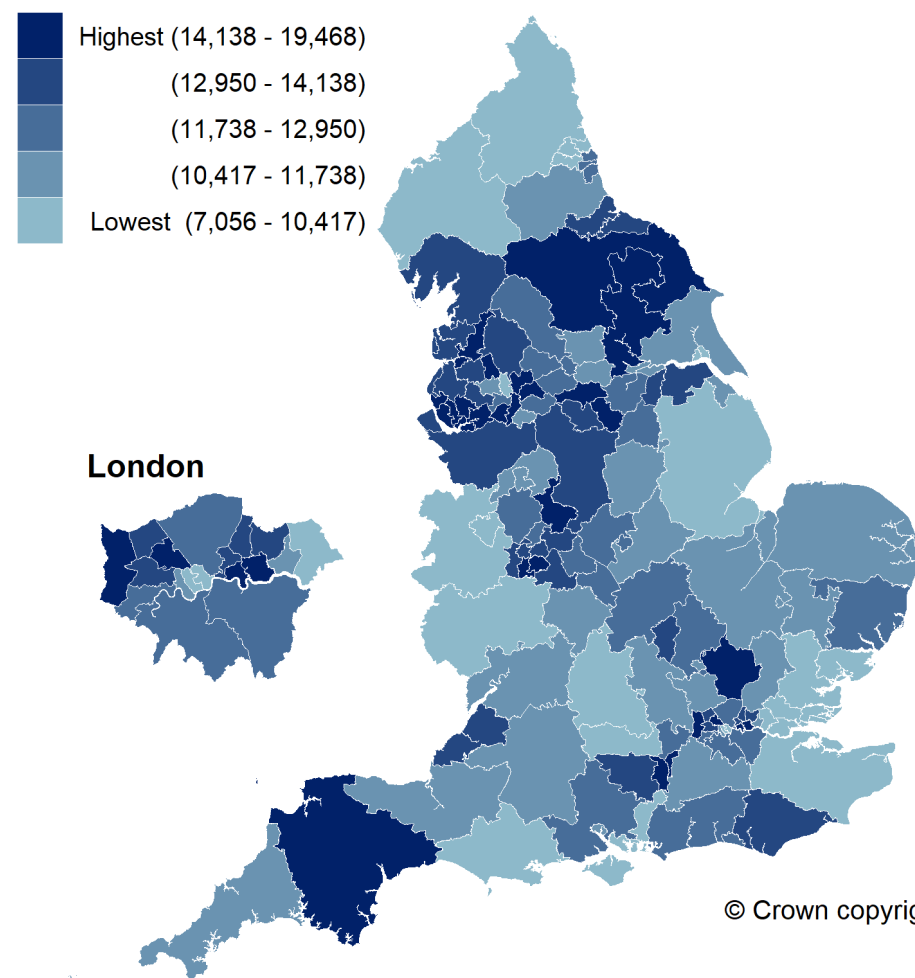 Highest (14,138 - 19,468)
(12,950 - 14,138)
(11,738 - 12,950)
(10,417 - 11,738)
Lowest (7,056 - 10,417)
London
© Crown copyrig